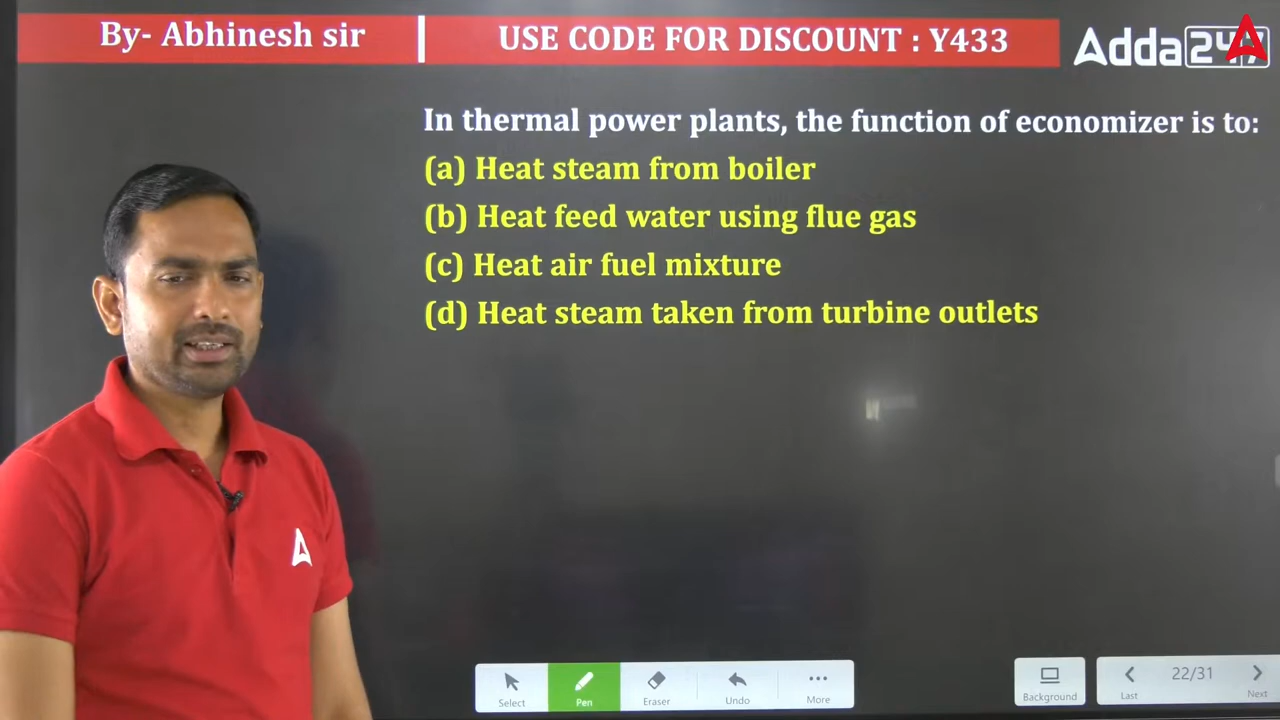 By- Abhinesh sir
USE CODE FOR DISCOUNT : Y433
Adda247
In thermal power plants, the function of economizer is to:
(a) Heat steam from boiler
(b) Heat feed water using flue gas
(c) Heat air fuel mixture
(d) Heat steam taken from turbine outlets
Select
Pen
Eraser
Undo
More
Background
Last
22/31
Next